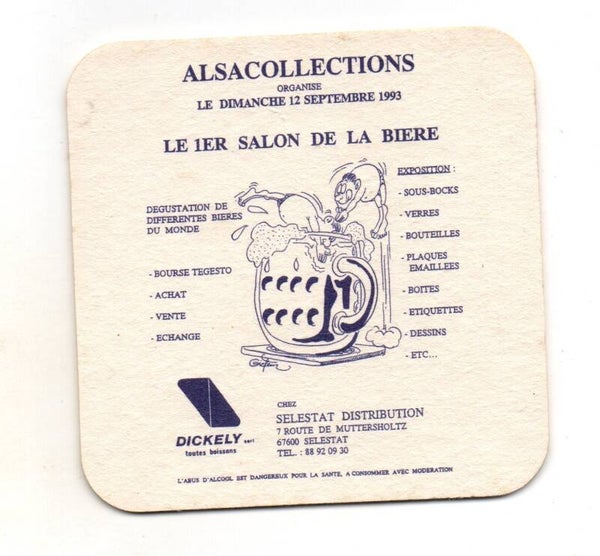 ALSACOLLECTIONS
ORGANISE
LE DIMANCHE 12 SEPTEMBRE 1993
LE 1ER SALON DE LA BIERE
DEGUSTATION DE
DIFFERENTES BIERES
DU MONDE
- BOURSE TEGESTO
- ACHAT
- VENTE
- ECHANGE
EXPOSITION :
- SOUS-BOCKS
- VERRES
- BOUTEILLES
- PLAQUES
EMAILLEES
- BOITES
- ETIQUETTES
- DESSINS
- ETC...
DICKELY sarl
toutes boissons
CHEZ
SELESTAT DISTRIBUTION
7 ROUTE DE MUTTERSHOLTZ
67600 SELESTAT
TEL. : 88 92 09 30
L'ABUS D'ALCOOL EST DANGEREUX POUR LA SANTE, A CONSOMMER AVEC MODERATION